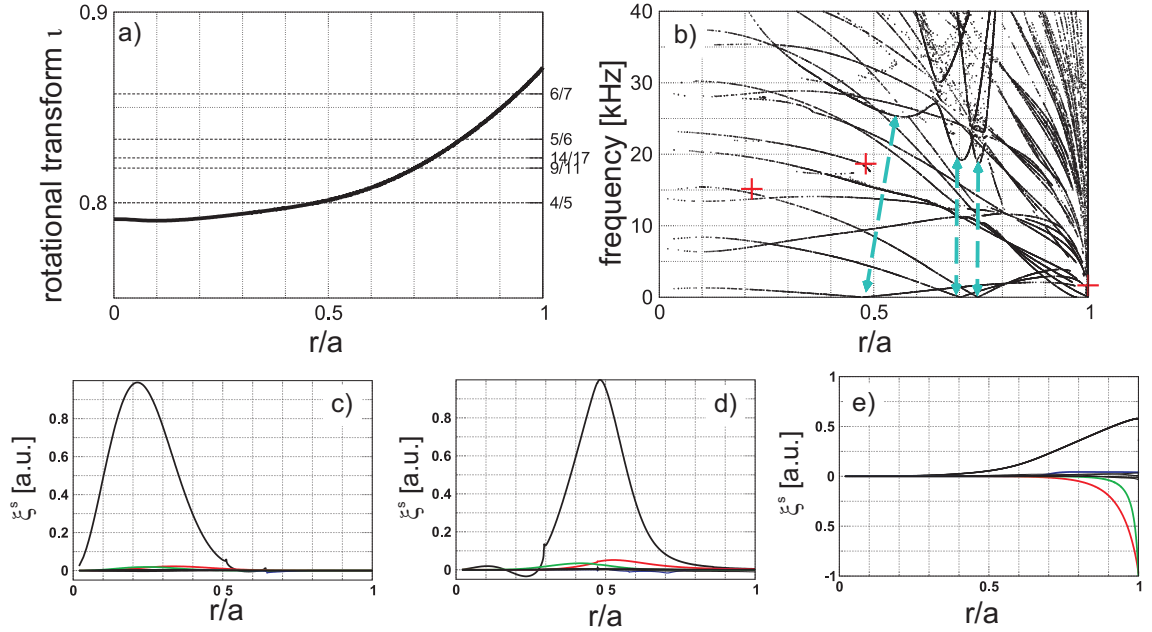 a)
rotational transform ι
0.9
0.8
6/7
5/6
14/17
9/11
4/5
0
0.5
1
r/a
b)
frequency [kHz]
40
30
20
10
0
0
0.5
1
r/a
c)
ξˢ [a.u.]
0.8
0.6
0.4
0.2
0
0
0.5
1
r/a
d)
ξˢ [a.u.]
0.8
0.6
0.4
0.2
0
0
0 5
1
r/a
e)
ξˢ [a.u.]
1
0.5
0
0.5
-1
0.5
1
r/a